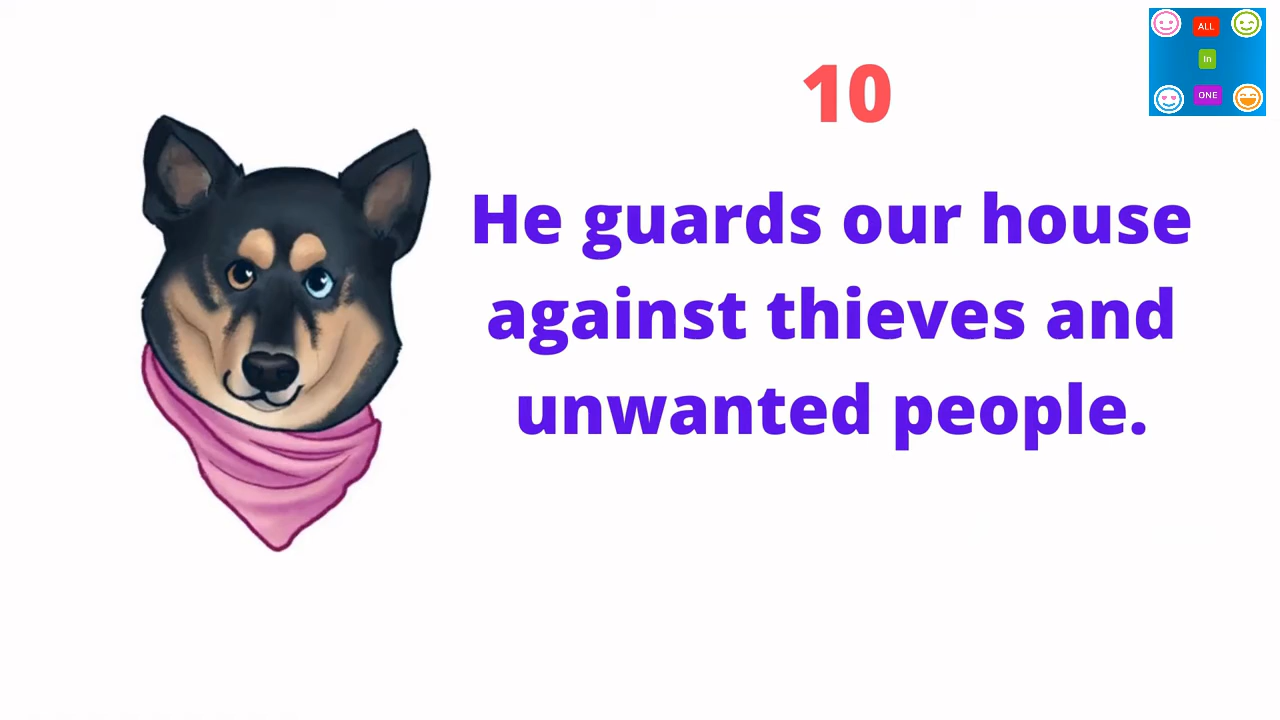 10
He guards our house
against thieves and
unwanted people.
ALL
In
ONE